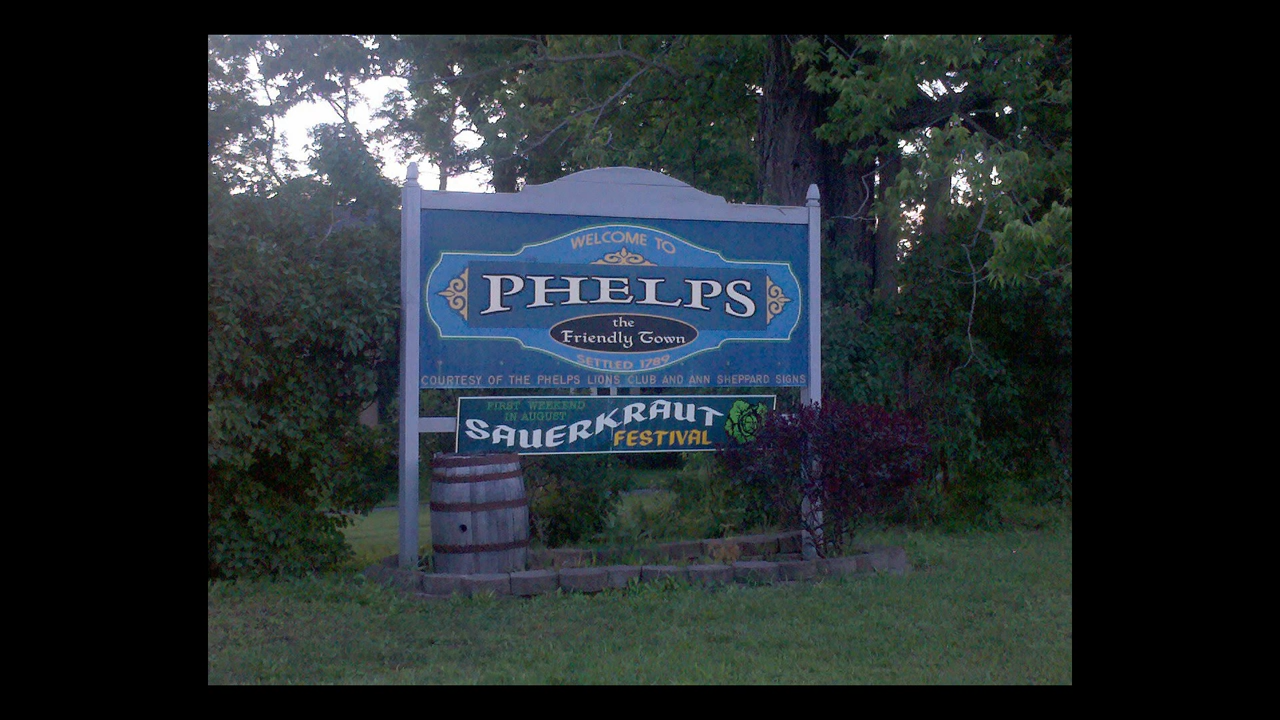 WELCOME TO
PHELPS
the
Friendly Town
SETTLED 1789
COURTESY OF THE PHELPS LIONS CLUB AND ANN SHEPPARD SIGNS
FIRST WEEKEND
IN AUGUST
SAUERKRAUT
FESTIVAL